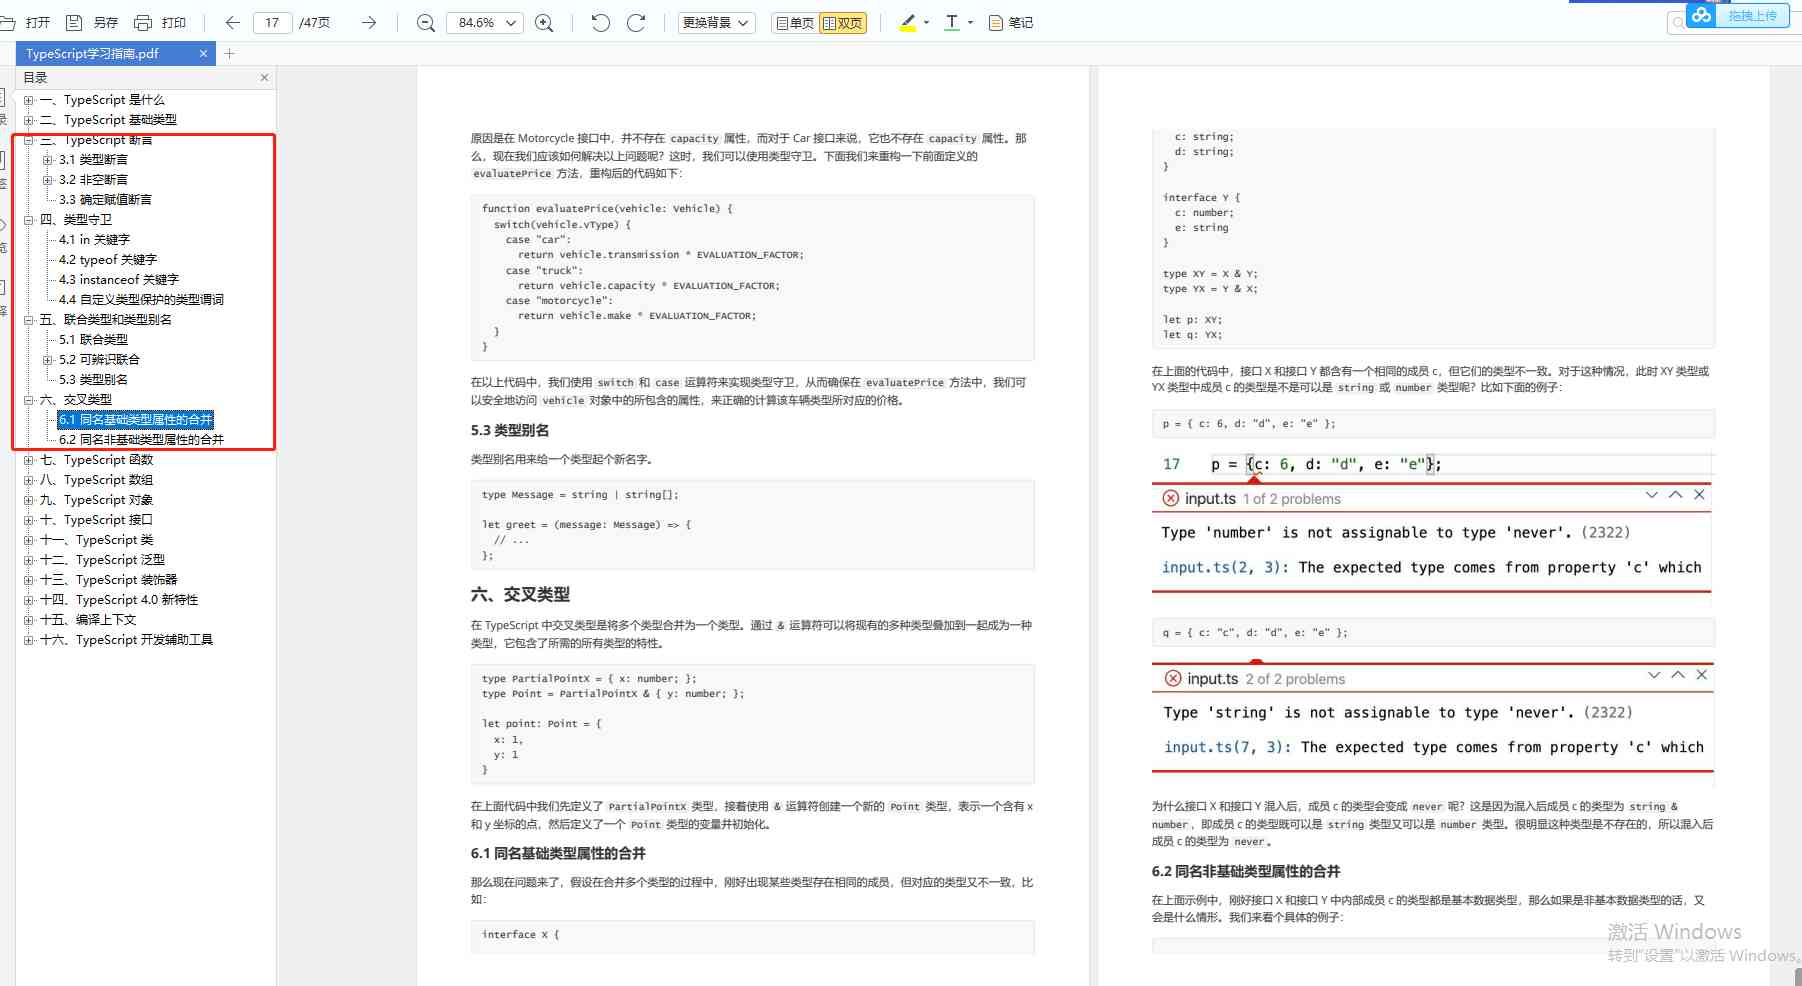 打开 另存 打印 17 /47页 84.6% 更换背景 单页 双页 T 笔记 拖拽上传
TypeScript学习指南.pdf
目录
一、TypeScript 是什么
二、TypeScript 基础类型
三、TypeScript 断言
3.1 类型断言
3.2 非空断言
3.3 确定赋值断言
四、类型守卫
4.1 in 关键字
4.2 typeof 关键字
4.3 instanceof 关键字
4.4 自定义类型保护的类型谓词
五、联合类型和类型别名
5.1 联合类型
5.2 可辨识联合
5.3 类型别名
六、交叉类型
6.1 同名基础类型属性的合并
6.2 同名非基础类型属性的合并
七、TypeScript 函数
八、TypeScript 数组
九、TypeScript 对象
十、TypeScript 接口
十一、TypeScript 类
十二、TypeScript 泛型
十三、TypeScript 装饰器
十四、TypeScript 4.0 新特性
十五、编译上下文
十六、TypeScript 开发辅助工具
原因是在 Motorcycle 接口中，并不存在 capacity 属性，而对于 Car 接口来说，它也不存在 capacity 属性。那
么，现在我们应该如何解决以上问题呢？这时，我们可以使用类型守卫。下面我们来重构一下前面定义的
evaluatePrice 方法，重构后的代码如下：
function evaluatePrice(vehicle: Vehicle) {
switch(vehicle.vType) {
case "car":
return vehicle.transmission * EVALUATION_FACTOR;
case "truck":
return vehicle.capacity * EVALUATION_FACTOR;
case "motorcycle":
return vehicle.make * EVALUATION_FACTOR;
}
}
在以上代码中，我们使用 switch 和 case 运算符来实现类型守卫，从而确保在 evaluatePrice 方法中，我们可
以安全地访问 vehicle 对象中的所包含的属性，来正确的计算该车辆类型所对应的价格。
5.3 类型别名
类型别名用来给一个类型起个新名字。
type Message = string | string[];
let greet = (message: Message) => {
// ...
};
六、交叉类型
在 TypeScript 中交叉类型是将多个类型合并为一个类型。通过 & 运算符可以将现有的多种类型叠加到一起成为一种
类型，它包含了所需的所有类型的特性。
type PartialPointX = { x: number; };
type Point = PartialPointX & { y: number; };
let point: Point = {
x: 1,
y: 1
}
在上面代码中我们先定义了 PartialPointX 类型，接着使用 & 运算符创建一个新的 Point 类型，表示一个含有 x
和 y 坐标的点，然后定义了一个 Point 类型的变量并初始化。
6.1 同名基础类型属性的合并
那么现在问题来了，假设在合并多个类型的过程中，刚好出现某些类型存在相同的成员，但对应的类型又不一致，比
如：
interface X {
c: string;
d: string;
}
interface Y {
c: number;
e: string
}
type XY = X & Y;
type YX = Y & X;
let p: XY;
let q: YX;
在上面的代码中，接口 X 和接口 Y 都含有一个相同的成员 c，但它们的类型不一致。对于这种情况，此时 XY 类型或
YX 类型中成员 c 的类型是不是可以是 string 或 number 类型呢？比如下面的例子：
p = { c: 6, d: "d", e: "e" };
17 p = {c: 6, d: "d", e: "e"};
input.ts 1 of 2 problems
Type 'number' is not assignable to type 'never'. (2322)
input.ts(2, 3): The expected type comes from property 'c' which
q = { c: "c", d: "d", e: "e" };
input.ts 2 of 2 problems
Type 'string' is not assignable to type 'never'. (2322)
input.ts(7, 3): The expected type comes from property 'c' which
为什么接口 X 和接口 Y 混入后，成员 c 的类型会变成 never 呢？这是因为混入后成员 c 的类型为 string &
number，即成员 c 的类型既可以是 string 类型又可以是 number 类型。很明显这种类型是不存在的，所以混入后
成员 c 的类型为 never。
6.2 同名非基础类型属性的合并
在上面示例中，刚好接口 X 和接口 Y 中内部成员 c 的类型都是基本数据类型，那么如果是非基本数据类型的话，又
会是什么情形。我们来看个具体的例子：
激活 Windows
转到"设置"以激活 Windows。